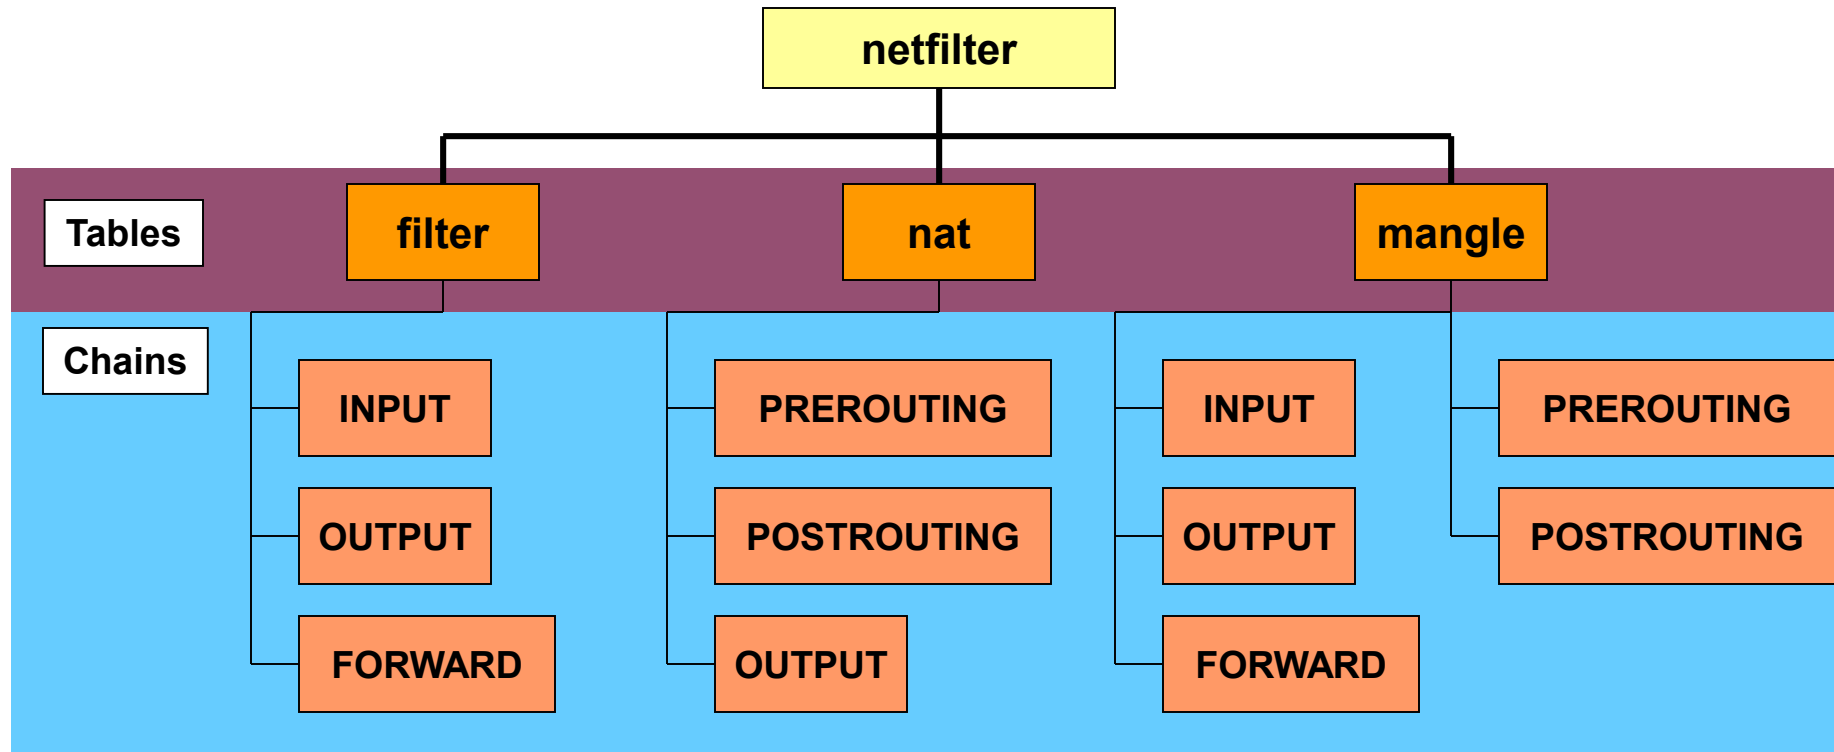 netfilter
Tables
filter
nat
mangle
Chains
INPUT
PREROUTING
INPUT
PREROUTING
OUTPUT
POSTROUTING
OUTPUT
POSTROUTING
FORWARD
OUTPUT
FORWARD